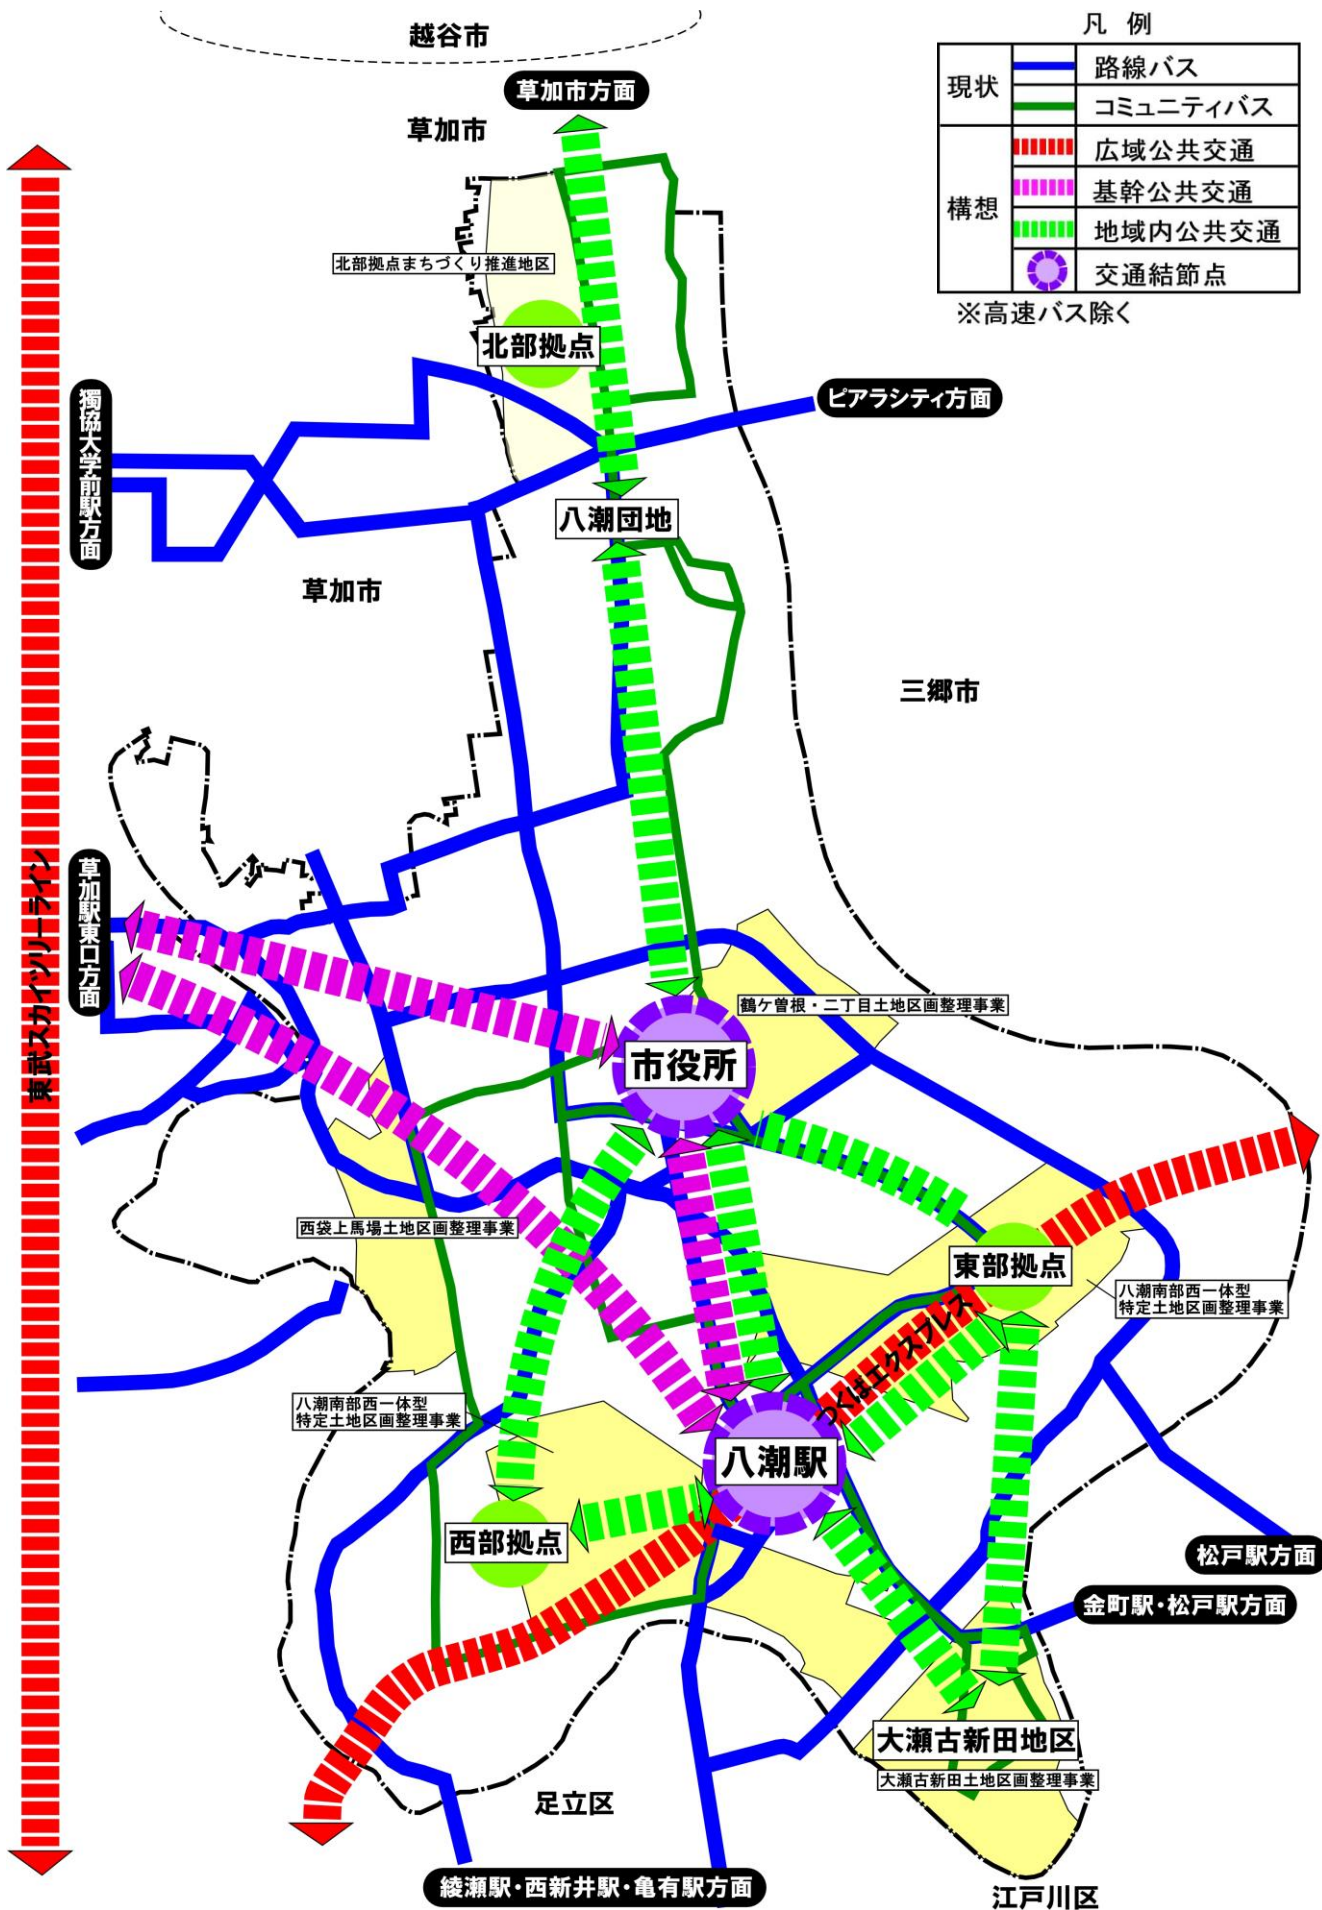 凡 例
現状
路線バス
コミュニティバス
構想
広域公共交通
基幹公共交通
地域内公共交通
交通結節点
※高速バス除く
越谷市
草加市方面
草加市
北部拠点まちづくり推進地区
北部拠点
ピアラシティ方面
獨協大学前駅方面
八潮団地
草加市
三郷市
東武スカイツリーライン
草加駅東口方面
鶴ケ曽根・二丁目土地区画整理事業
市役所
西袋上馬場土地区画整理事業
東部拠点
八潮南部西一体型
特定土地区画整理事業
つくばエクスプレス
八潮南部西一体型
特定土地区画整理事業
八潮駅
西部拠点
松戸駅方面
金町駅・松戸駅方面
大瀬古新田地区
大瀬古新田土地区画整理事業
足立区
綾瀬駅・西新井駅・亀有駅方面
江戸川区